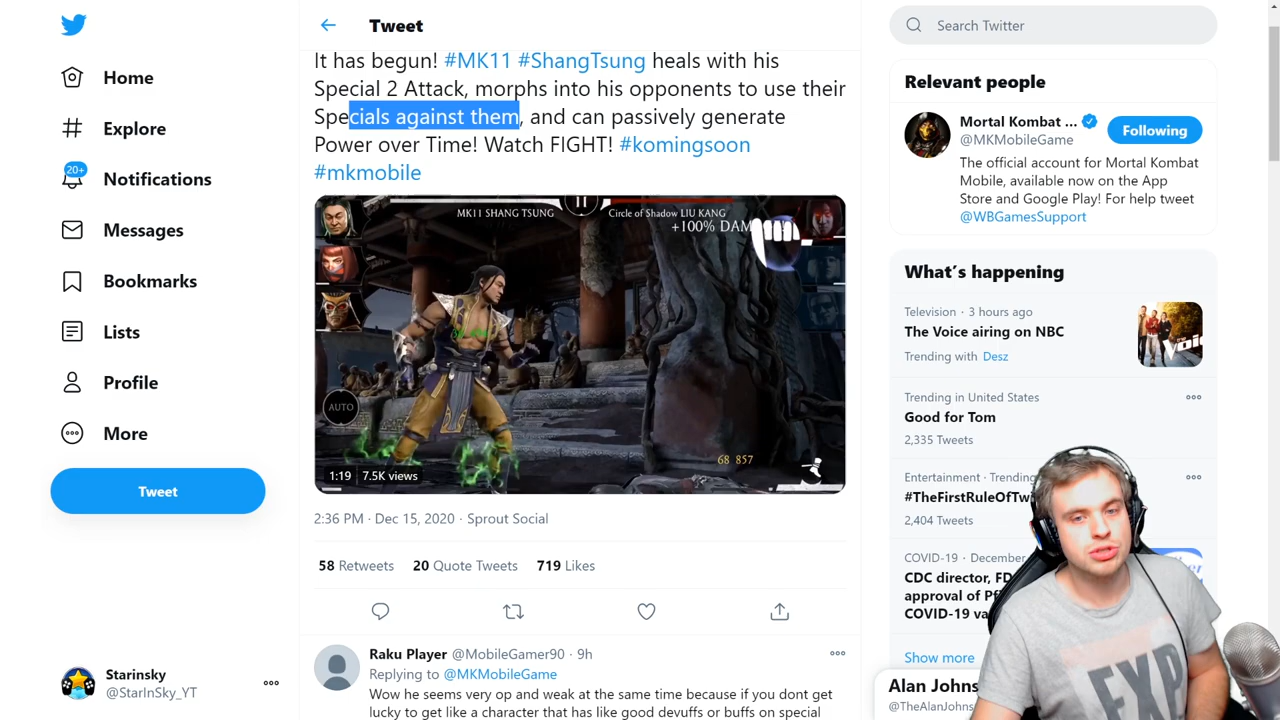 Home
Explore
20+
Notifications
Messages
Bookmarks
Lists
Profile
More
Tweet
Starinsky
@StarInSky_YT
Tweet
It has begun! #MK11 #ShangTsung heals with his
Special 2 Attack, morphs into his opponents to use their
Specials against them, and can passively generate
Power over Time! Watch FIGHT! #komingsoon
#mkmobile
MK11 SHANG TSUNG
Circle of Shadow LIU KANG
+100% DAM
AUTO
68 857
1:19 7.5K views
2:36 PM · Dec 15, 2020 · Sprout Social
58 Retweets 20 Quote Tweets 719 Likes
Raku Player @MobileGamer90 · 9h
Replying to @MKMobileGame
Wow he seems very op and weak at the same time because if you dont get
lucky to get like a character that has like good devuffs or buffs on special
Search Twitter
Relevant people
Mortal Kombat ...
@MKMobileGame
Following
The official account for Mortal Kombat
Mobile, available now on the App
Store and Google Play! For help tweet
@WBGamesSupport
What's happening
Television · 3 hours ago
The Voice airing on NBC
Trending with Desz
Trending in United States
Good for Tom
2,335 Tweets
Entertainment · Trending
#TheFirstRuleOfTw
2,404 Tweets
COVID-19 · December
CDC director, FD
approval of Pf
COVID-19 va
Show more
Alan Johns
@TheAlanJohns